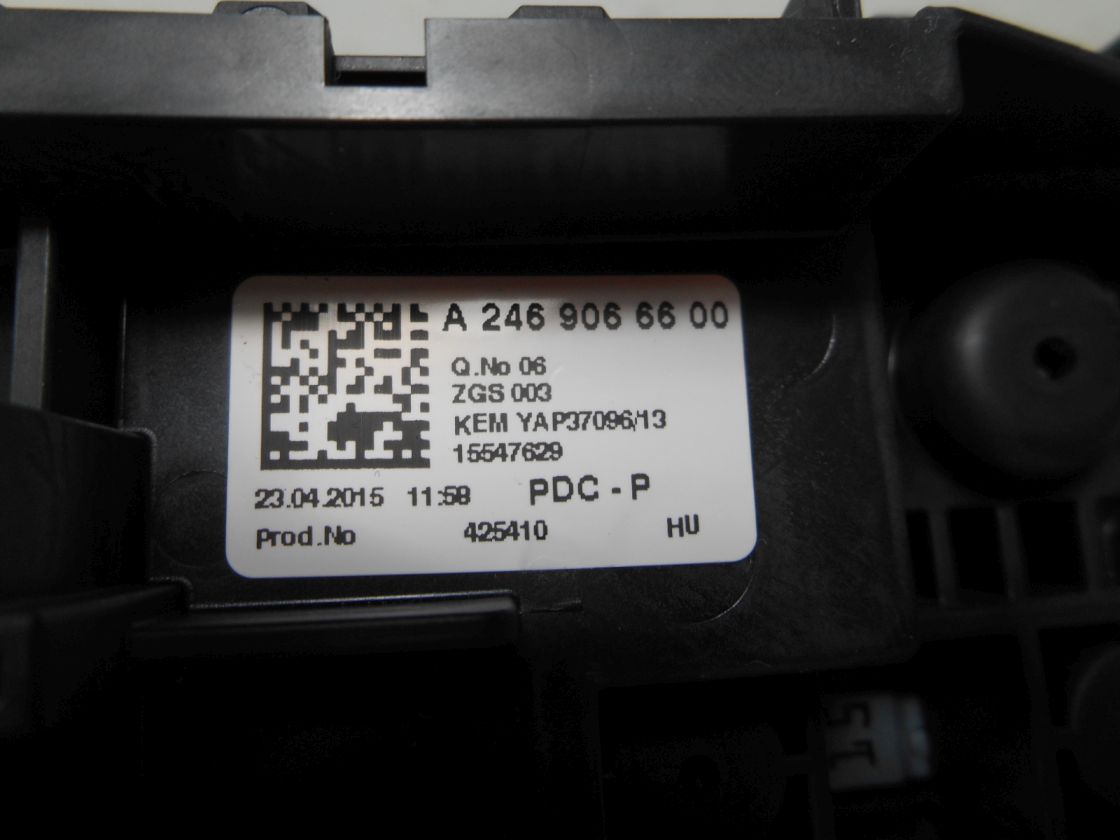 A 246 906 66 00
Q.No 06
ZGS 003
KEM YAP37096/13
15547629
23.04.2015 11:58 PDC - P
Prod.No 425410 HU